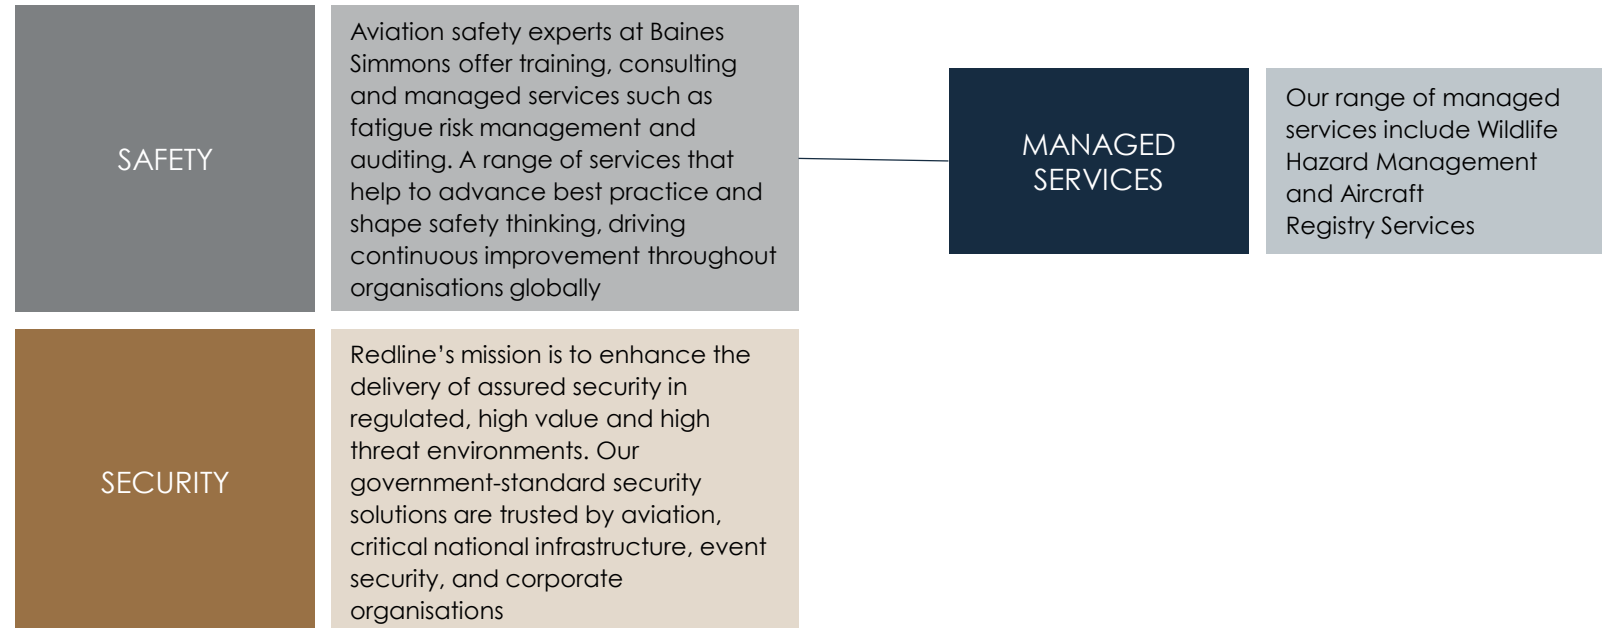 SAFETY
Aviation safety experts at Baines
Simmons offer training, consulting
and managed services such as
fatigue risk management and
auditing. A range of services that
help to advance best practice and
shape safety thinking, driving
continuous improvement throughout
organisations globally
MANAGED
SERVICES
Our range of managed
services include Wildlife
Hazard Management
and Aircraft
Registry Services
SECURITY
Redline’s mission is to enhance the
delivery of assured security in
regulated, high value and high
threat environments. Our
government-standard security
solutions are trusted by aviation,
critical national infrastructure, event
security, and corporate
organisations